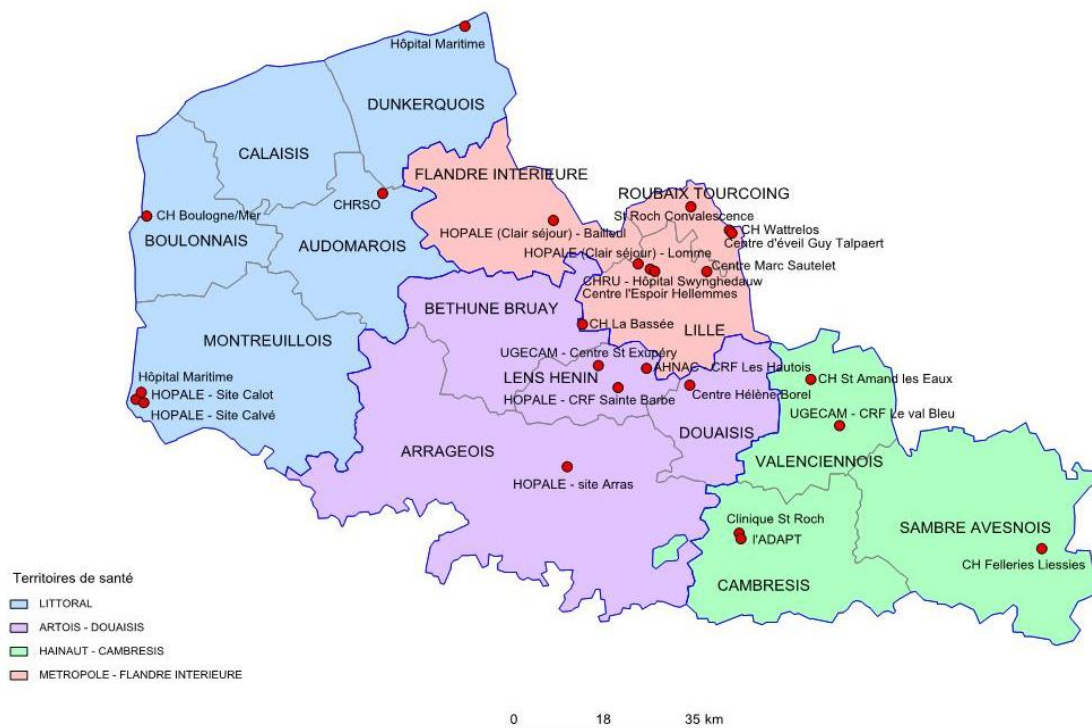 Hôpital Maritime
DUNKERQUOIS
CALAISIS
FLANDRE INTERIEURE
ROUBAIX TOURCOING
CHRSO
St Roch Convalescence
CH Boulogne/Mer
HOPALE (Clair séjour) - Bailleul
CH Wattrelos
BOULONNAIS
AUDOMAROIS
Centre d'éveil Guy Talpaert
HOPALE (Clair séjour) - Lomme
Centre Marc Sautelet
CHRU - Hôpital Swynghedauw
Centre l'Espoir Hellemmes
BETHUNE BRUAY
CH La Bassée
LILLE
MONTREUILLOIS
UGECAM - Centre St Exupéry
AHNAC - CRF Les Hautois
Hôpital Maritime
LENS HENIN
CH St Amand les Eaux
HOPALE - Site Calot
HOPALE - CRF Sainte Barbe
Centre Hélène Borel
HOPALE - Site Calvé
UGECAM - CRF Le val Bleu
DOUAISIS
ARRAGEOIS
VALENCIENNOIS
HOPALE - site Arras
Clinique St Roch
SAMBRE AVESNOIS
l'ADAPT
CH Felleries Liessies
CAMBRESIS
Territoires de santé
LITTORAL
ARTOIS - DOUAISIS
HAINAUT - CAMBRESIS
METROPOLE - FLANDRE INTERIEURE
0 18 35 km